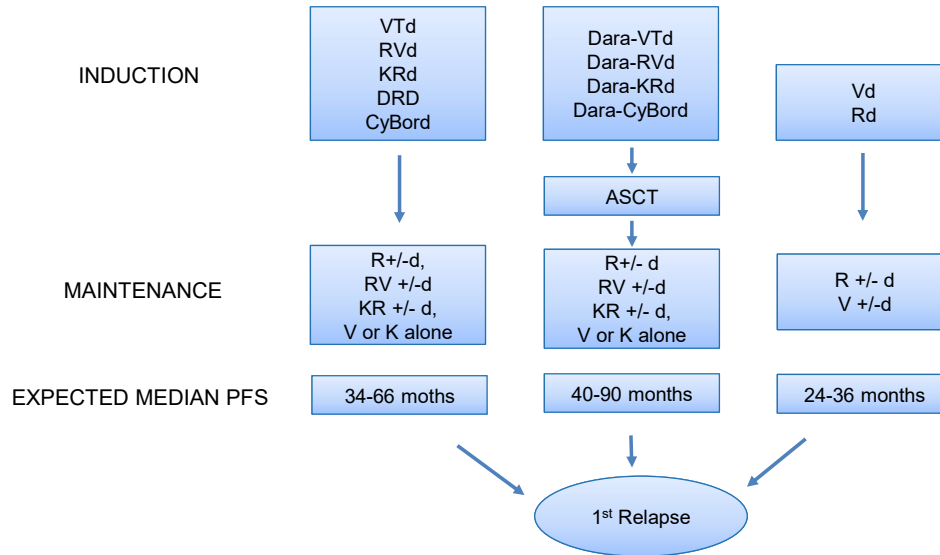 INDUCTION
VTd
RVd
KRd
DRD
CyBord
Dara-VTd
Dara-RVd
Dara-KRd
Dara-CyBord
Vd
Rd
ASCT
MAINTENANCE
R+/-d,
RV +/-d
KR +/- d,
V or K alone
R+/- d
RV +/-d
KR +/- d,
V or K alone
R +/- d
V +/-d
EXPECTED MEDIAN PFS
34-66 moths
40-90 months
24-36 months
1st Relapse